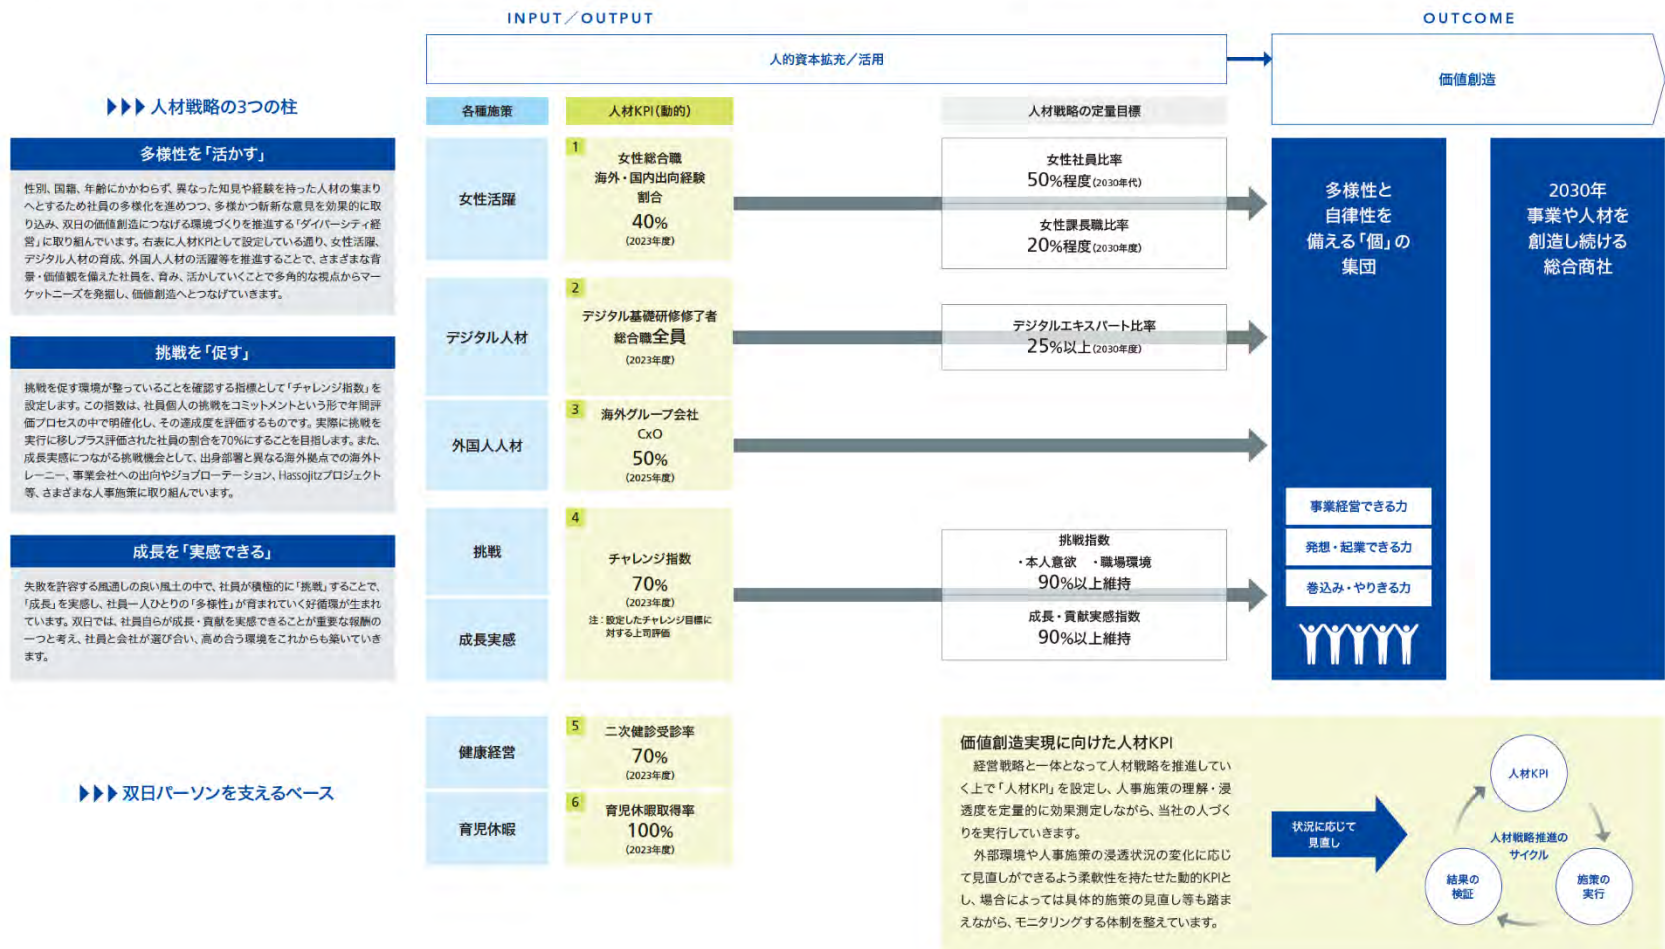 INPUT／OUTPUT
OUTCOME
人的資本拡充／活用
価値創造
人材戦略の3つの柱
各種施策
人材KPI（動的）
人材戦略の定量目標
多様性を「活かす」
性別、国籍、年齢にかかわらず、異なった知見や経験を持った人材の集まり
へとするため社員の多様化を進めつつ、多様かつ斬新な意見を効果的に取
り込み、双日の価値創造につなげる環境づくりを推進する「ダイバーシティ経
営」に取り組んでいます。右表に人材KPIとして設定している通り、女性活躍、
デジタル人材の育成、外国人人材の活躍等を推進することで、さまざまな背
景・価値観を備えた社員を、育み、活かしていくことで多角的な視点からマー
ケットニーズを発掘し、価値創造へとつなげていきます。
挑戦を「促す」
挑戦を促す環境が整っていることを確認する指標として「チャレンジ指数」を
設定します。この指数は、社員個人の挑戦をコミットメントという形で年間評
価プロセスの中で明確化し、その達成度を評価するものです。実際に挑戦を
実行に移しプラス評価された社員の割合を70%にすることを目指します。また、
成長実感につながる挑戦機会として、出身部署と異なる海外拠点での海外ト
レーニー、事業会社への出向やジョブローテーション、Hassojitzプロジェクト
等、さまざまな人事施策に取り組んでいます。
成長を「実感できる」
失敗を許容する風通しの良い風土の中で、社員が積極的に「挑戦」することで、
「成長」を実感し、社員一人ひとりの「多様性」が育まれていく好循環が生まれ
ています。双日では、社員自らが成長・貢献を実感できることが重要な報酬の
一つと考え、社員と会社が選び合い、高め合う環境をこれからも築いていき
ます。
女性活躍
1
女性総合職
海外・国内出向経験
割合
40%
（2023年度）
女性社員比率
50%程度（2030年代）
女性課長職比率
20%程度（2030年度）
デジタル人材
2
デジタル基礎研修修了者
総合職全員
（2023年度）
デジタルエキスパート比率
25%以上（2030年度）
外国人人材
3
海外グループ会社
CxO
50%
（2025年度）
挑戦
成長実感
4
チャレンジ指数
70%
（2023年度）
注：設定したチャレンジ目標に
対する上司評価
挑戦指数
・本人意欲　・職場環境
90%以上維持
成長・貢献実感指数
90%以上維持
多様性と
自律性を
備える「個」の
集団
事業経営できる力
発想・起業できる力
巻込み・やりきる力
2030年
事業や人材を
創造し続ける
総合商社
双日パーソンを支えるベース
健康経営
5
二次健診受診率
70%
（2023年度）
育児休暇
6
育児休暇取得率
100%
（2023年度）
価値創造実現に向けた人材KPI
経営戦略と一体となって人材戦略を推進してい
く上で「人材KPI」を設定し、人事施策の理解・浸
透度を定量的に効果測定しながら、当社の人づく
りを実行していきます。
外部環境や人事施策の浸透状況の変化に応じ
て見直しができるよう柔軟性を持たせた動的KPIと
し、場合によっては具体的施策の見直し等も踏ま
えながら、モニタリングする体制を整えています。
状況に応じて
見直し
人材KPI
人材戦略推進の
サイクル
結果の
検証
施策の
実行